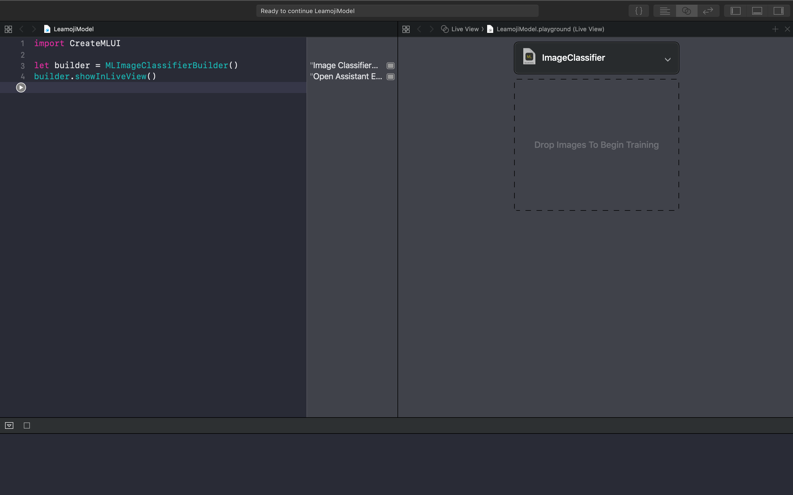 Ready to continue LeamojiModel
LeamojiModel
Live View
LeamojiModel.playground (Live View)
1 import CreateMLUI
2
3 let builder = MLImageClassifierBuilder()
4 builder.showInLiveView()
"Image Classifier...
"Open Assistant E...
ImageClassifier
Drop Images To Begin Training